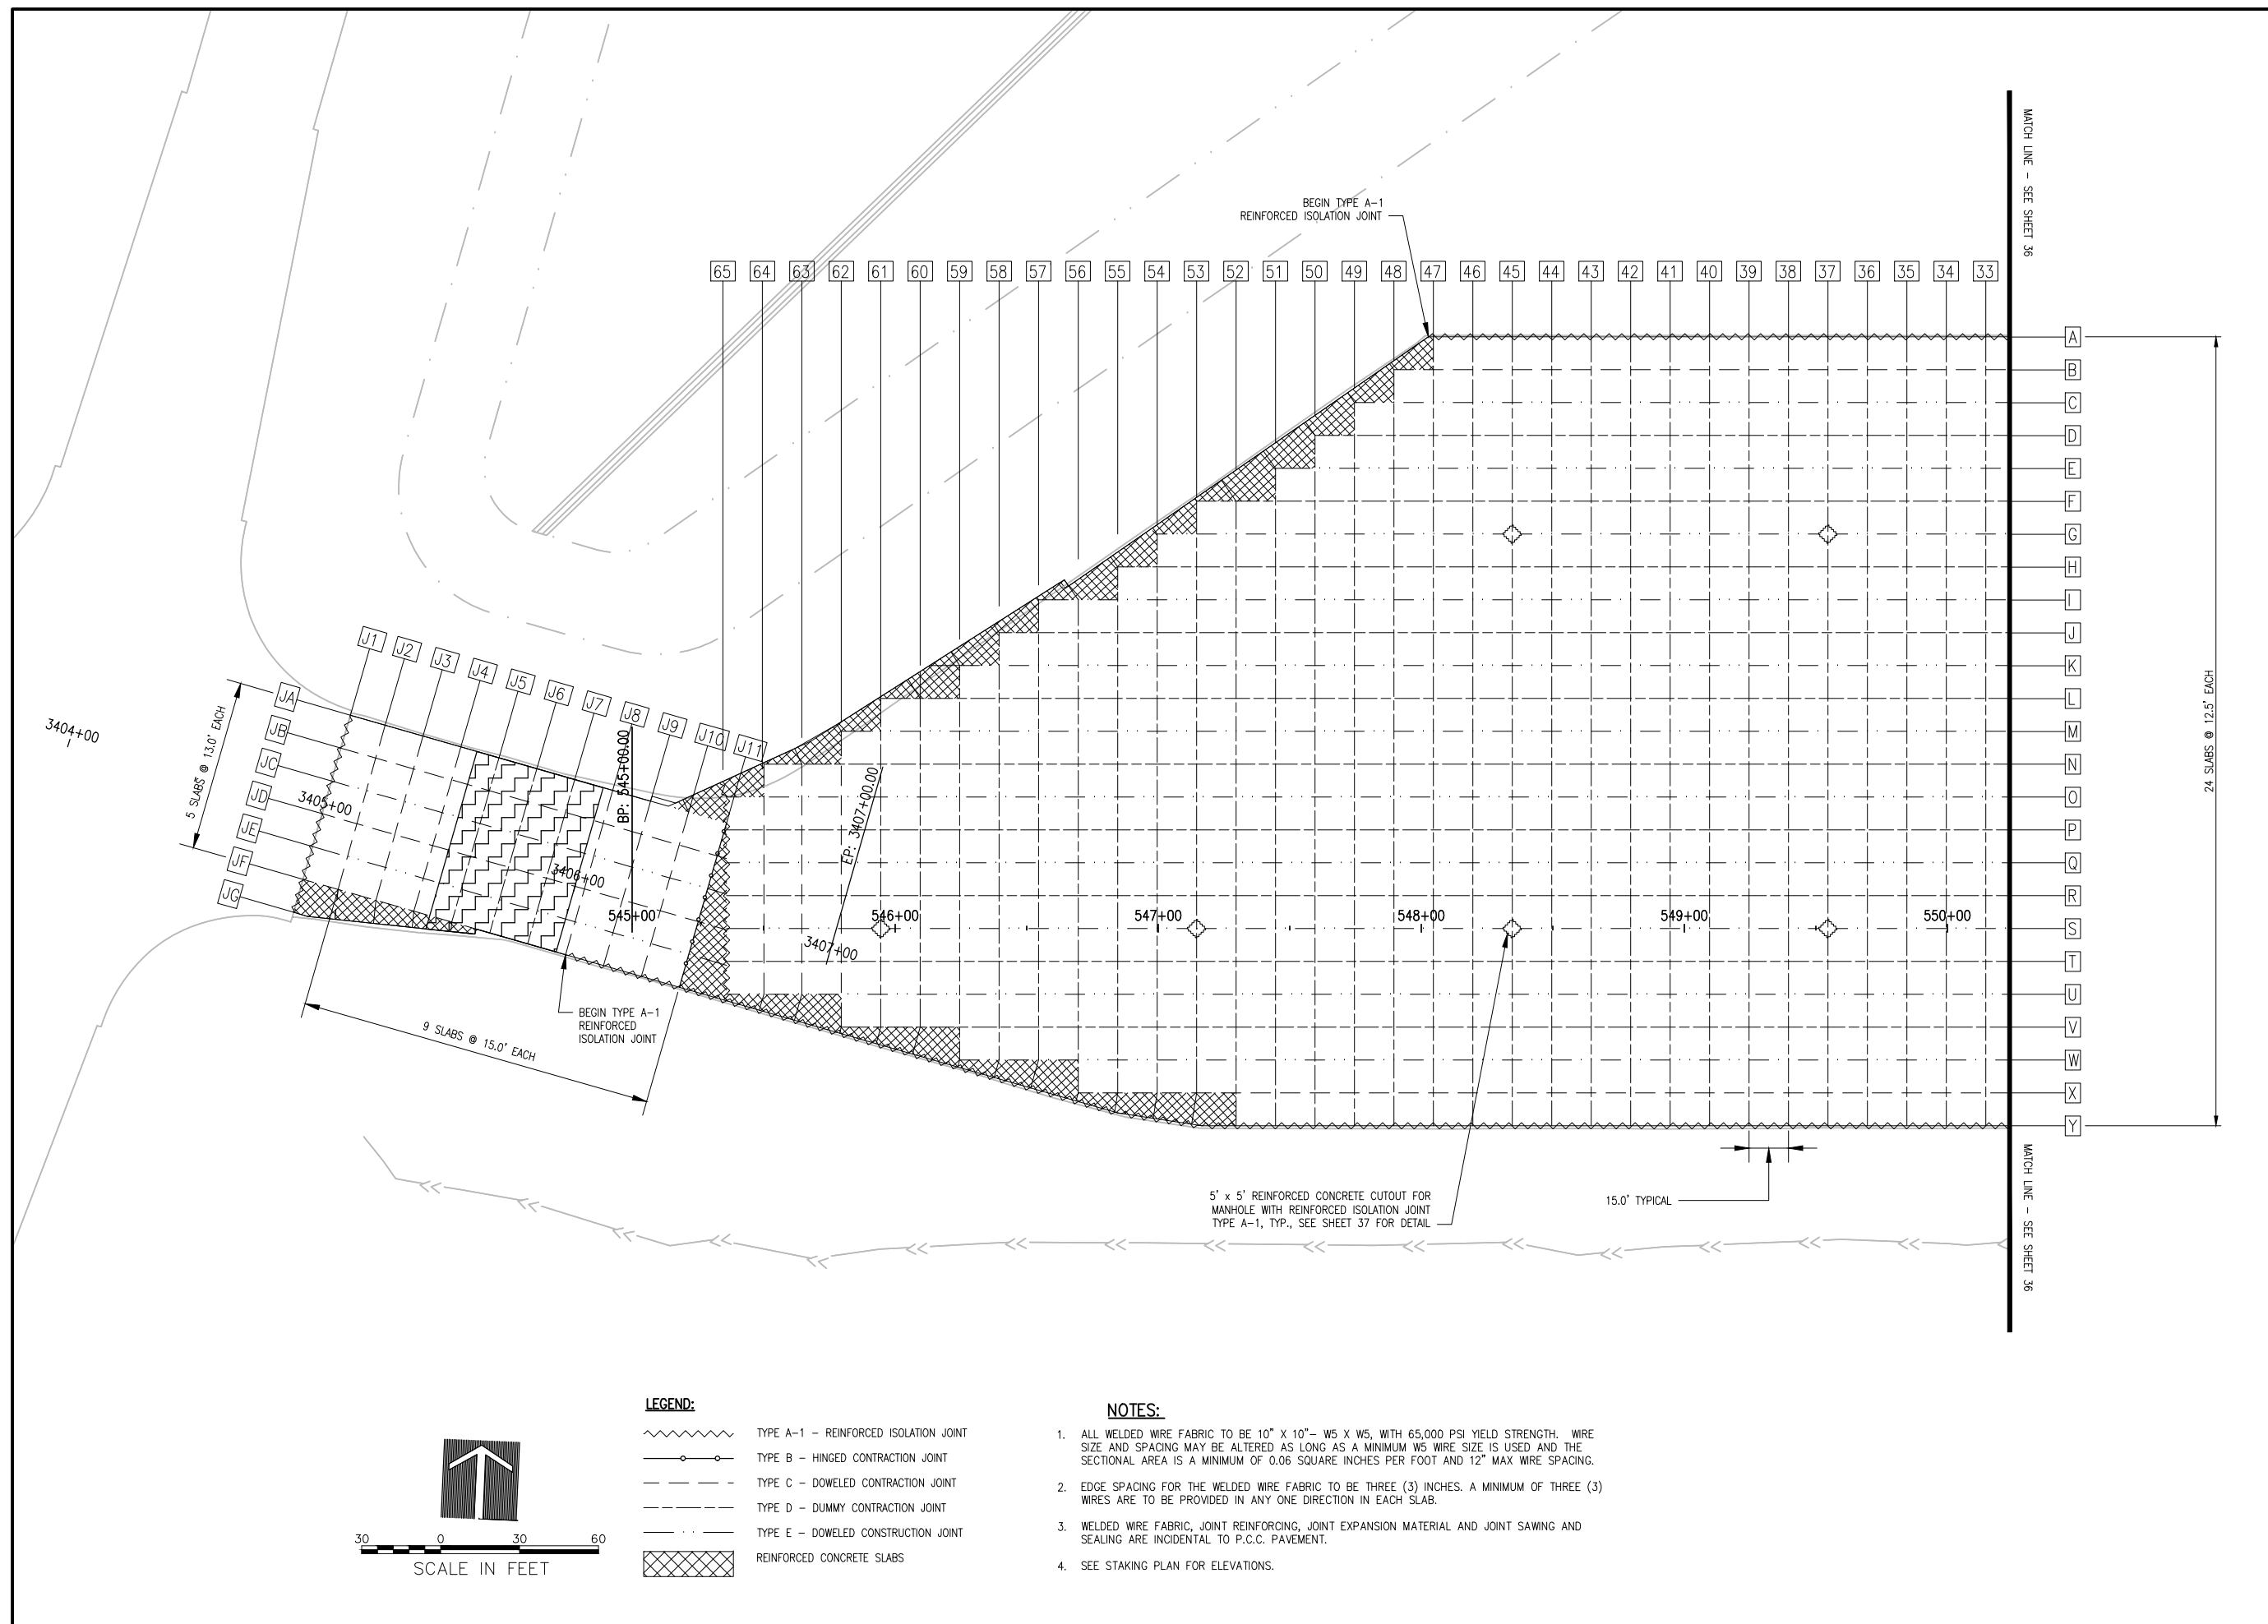 MATCH LINE - SEE SHEET 36
BEGIN TYPE A-1
REINFORCED ISOLATION JOINT
65 64 63 62 61 60 59 58 57 56 55 54 53 52 51 50 49 48 47 46 45 44 43 42 41 40 39 38 37 36 35 34 33
A
B
C
D
E
F
G
H
I
J
K
L
M
N
O
P
Q
R
S
T
U
V
W
X
Y
24 SLABS @ 12.5' EACH
J1
J2
J3
J4
J5
J6
J7
J8
J9
J10
J11
JA
JB
JC
JD
JE
JF
JG
5 SLABS @ 13.0' EACH
3404+00
3405+00
3406+00
3407+00
BP: 545+00.00
EP: 3407+00.00
545+00
546+00
547+00
548+00
549+00
550+00
BEGIN TYPE A-1
REINFORCED
ISOLATION JOINT
9 SLABS @ 15.0' EACH
5' x 5' REINFORCED CONCRETE CUTOUT FOR
MANHOLE WITH REINFORCED ISOLATION JOINT
TYPE A-1, TYP., SEE SHEET 37 FOR DETAIL
15.0' TYPICAL
MATCH LINE - SEE SHEET 36
30 0 30 60
SCALE IN FEET
LEGEND:
TYPE A-1 - REINFORCED ISOLATION JOINT
TYPE B - HINGED CONTRACTION JOINT
TYPE C - DOWELED CONTRACTION JOINT
TYPE D - DUMMY CONTRACTION JOINT
TYPE E - DOWELED CONSTRUCTION JOINT
REINFORCED CONCRETE SLABS
NOTES:
1. ALL WELDED WIRE FABRIC TO BE 10" X 10"- W5 X W5, WITH 65,000 PSI YIELD STRENGTH. WIRE
SIZE AND SPACING MAY BE ALTERED AS LONG AS A MINIMUM W5 WIRE SIZE IS USED AND THE
SECTIONAL AREA IS A MINIMUM OF 0.06 SQUARE INCHES PER FOOT AND 12" MAX WIRE SPACING.
2. EDGE SPACING FOR THE WELDED WIRE FABRIC TO BE THREE (3) INCHES. A MINIMUM OF THREE (3)
WIRES ARE TO BE PROVIDED IN ANY ONE DIRECTION IN EACH SLAB.
3. WELDED WIRE FABRIC, JOINT REINFORCING, JOINT EXPANSION MATERIAL AND JOINT SAWING AND
SEALING ARE INCIDENTAL TO P.C.C. PAVEMENT.
4. SEE STAKING PLAN FOR ELEVATIONS.